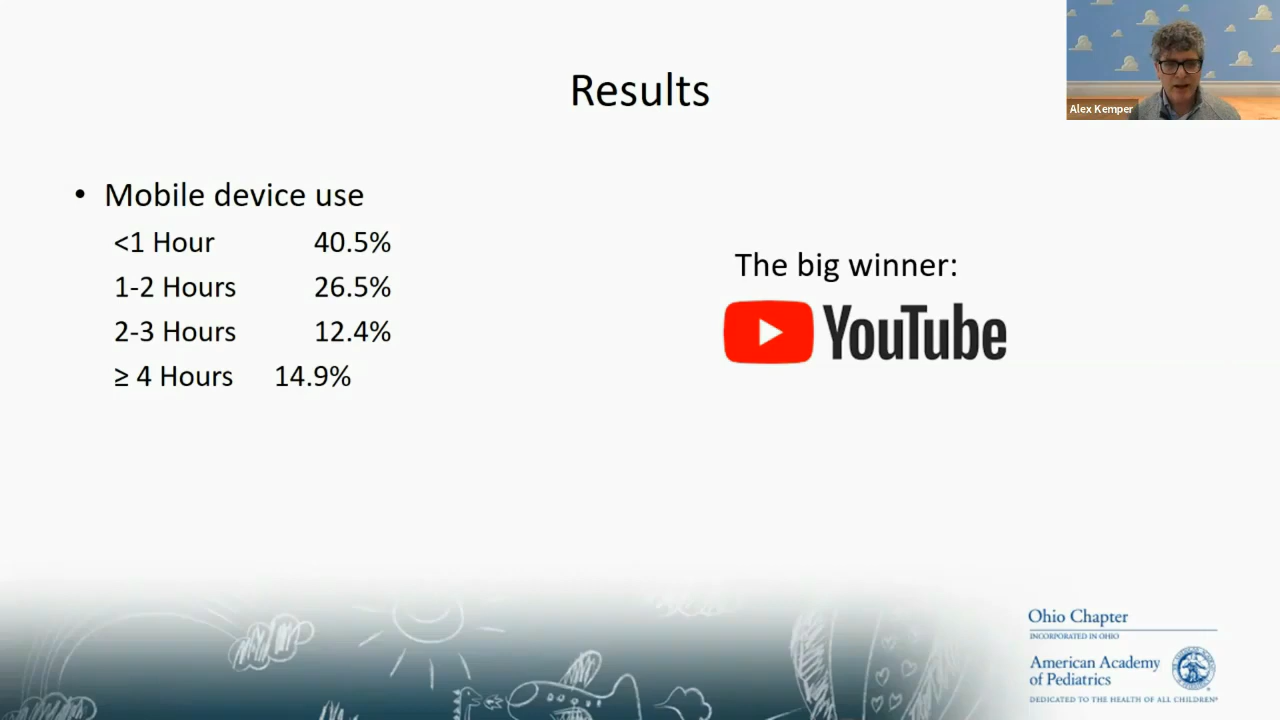 Results
Alex Kemper
• Mobile device use
<1 Hour 40.5%
1-2 Hours 26.5%
2-3 Hours 12.4%
≥ 4 Hours 14.9%
The big winner:
YouTube
Ohio Chapter
INCORPORATED IN OHIO
American Academy
of Pediatrics
DEDICATED TO THE HEALTH OF ALL CHILDREN®